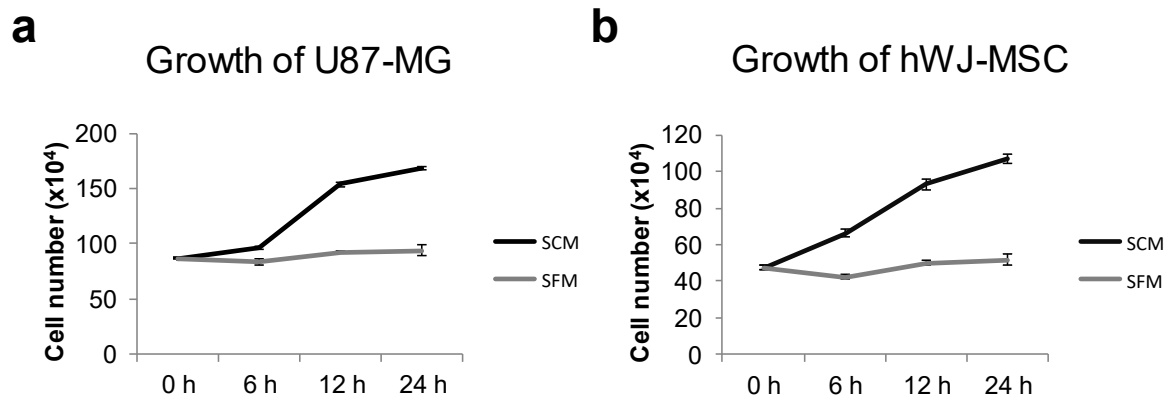 a
Growth of U87-MG
Cell number (x10⁴)
200
150
100
50
0
0 h 6 h 12 h 24 h
SCM
SFM
b
Growth of hWJ-MSC
Cell number (x10⁴)
120
100
80
60
40
20
0
0 h 6 h 12 h 24 h
SCM
SFM